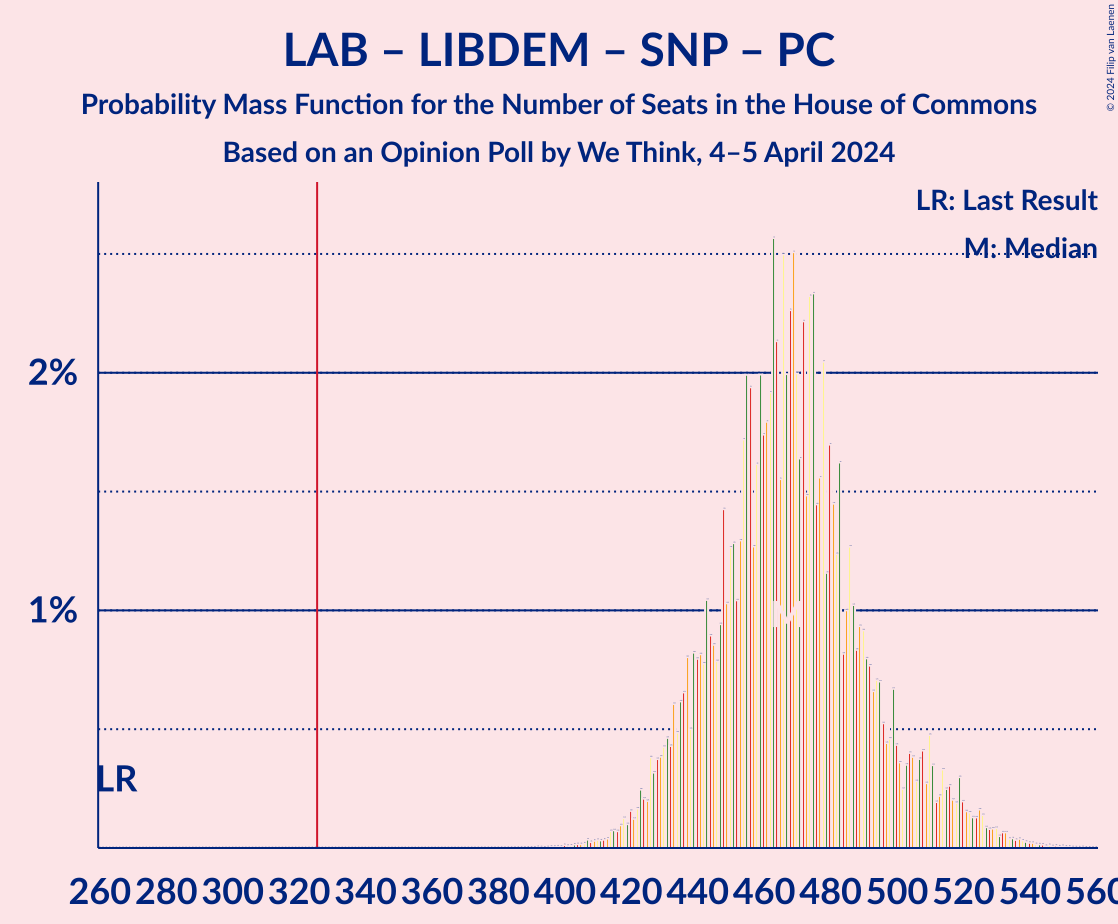 LAB – LIBDEM – SNP – PC
Probability Mass Function for the Number of Seats in the House of Commons
Based on an Opinion Poll by We Think, 4–5 April 2024
© 2024 Filip van Laenen
LR: Last Result
M: Median
2%
1%
LR
M
260 280 300 320 340 360 380 400 420 440 460 480 500 520 540 560